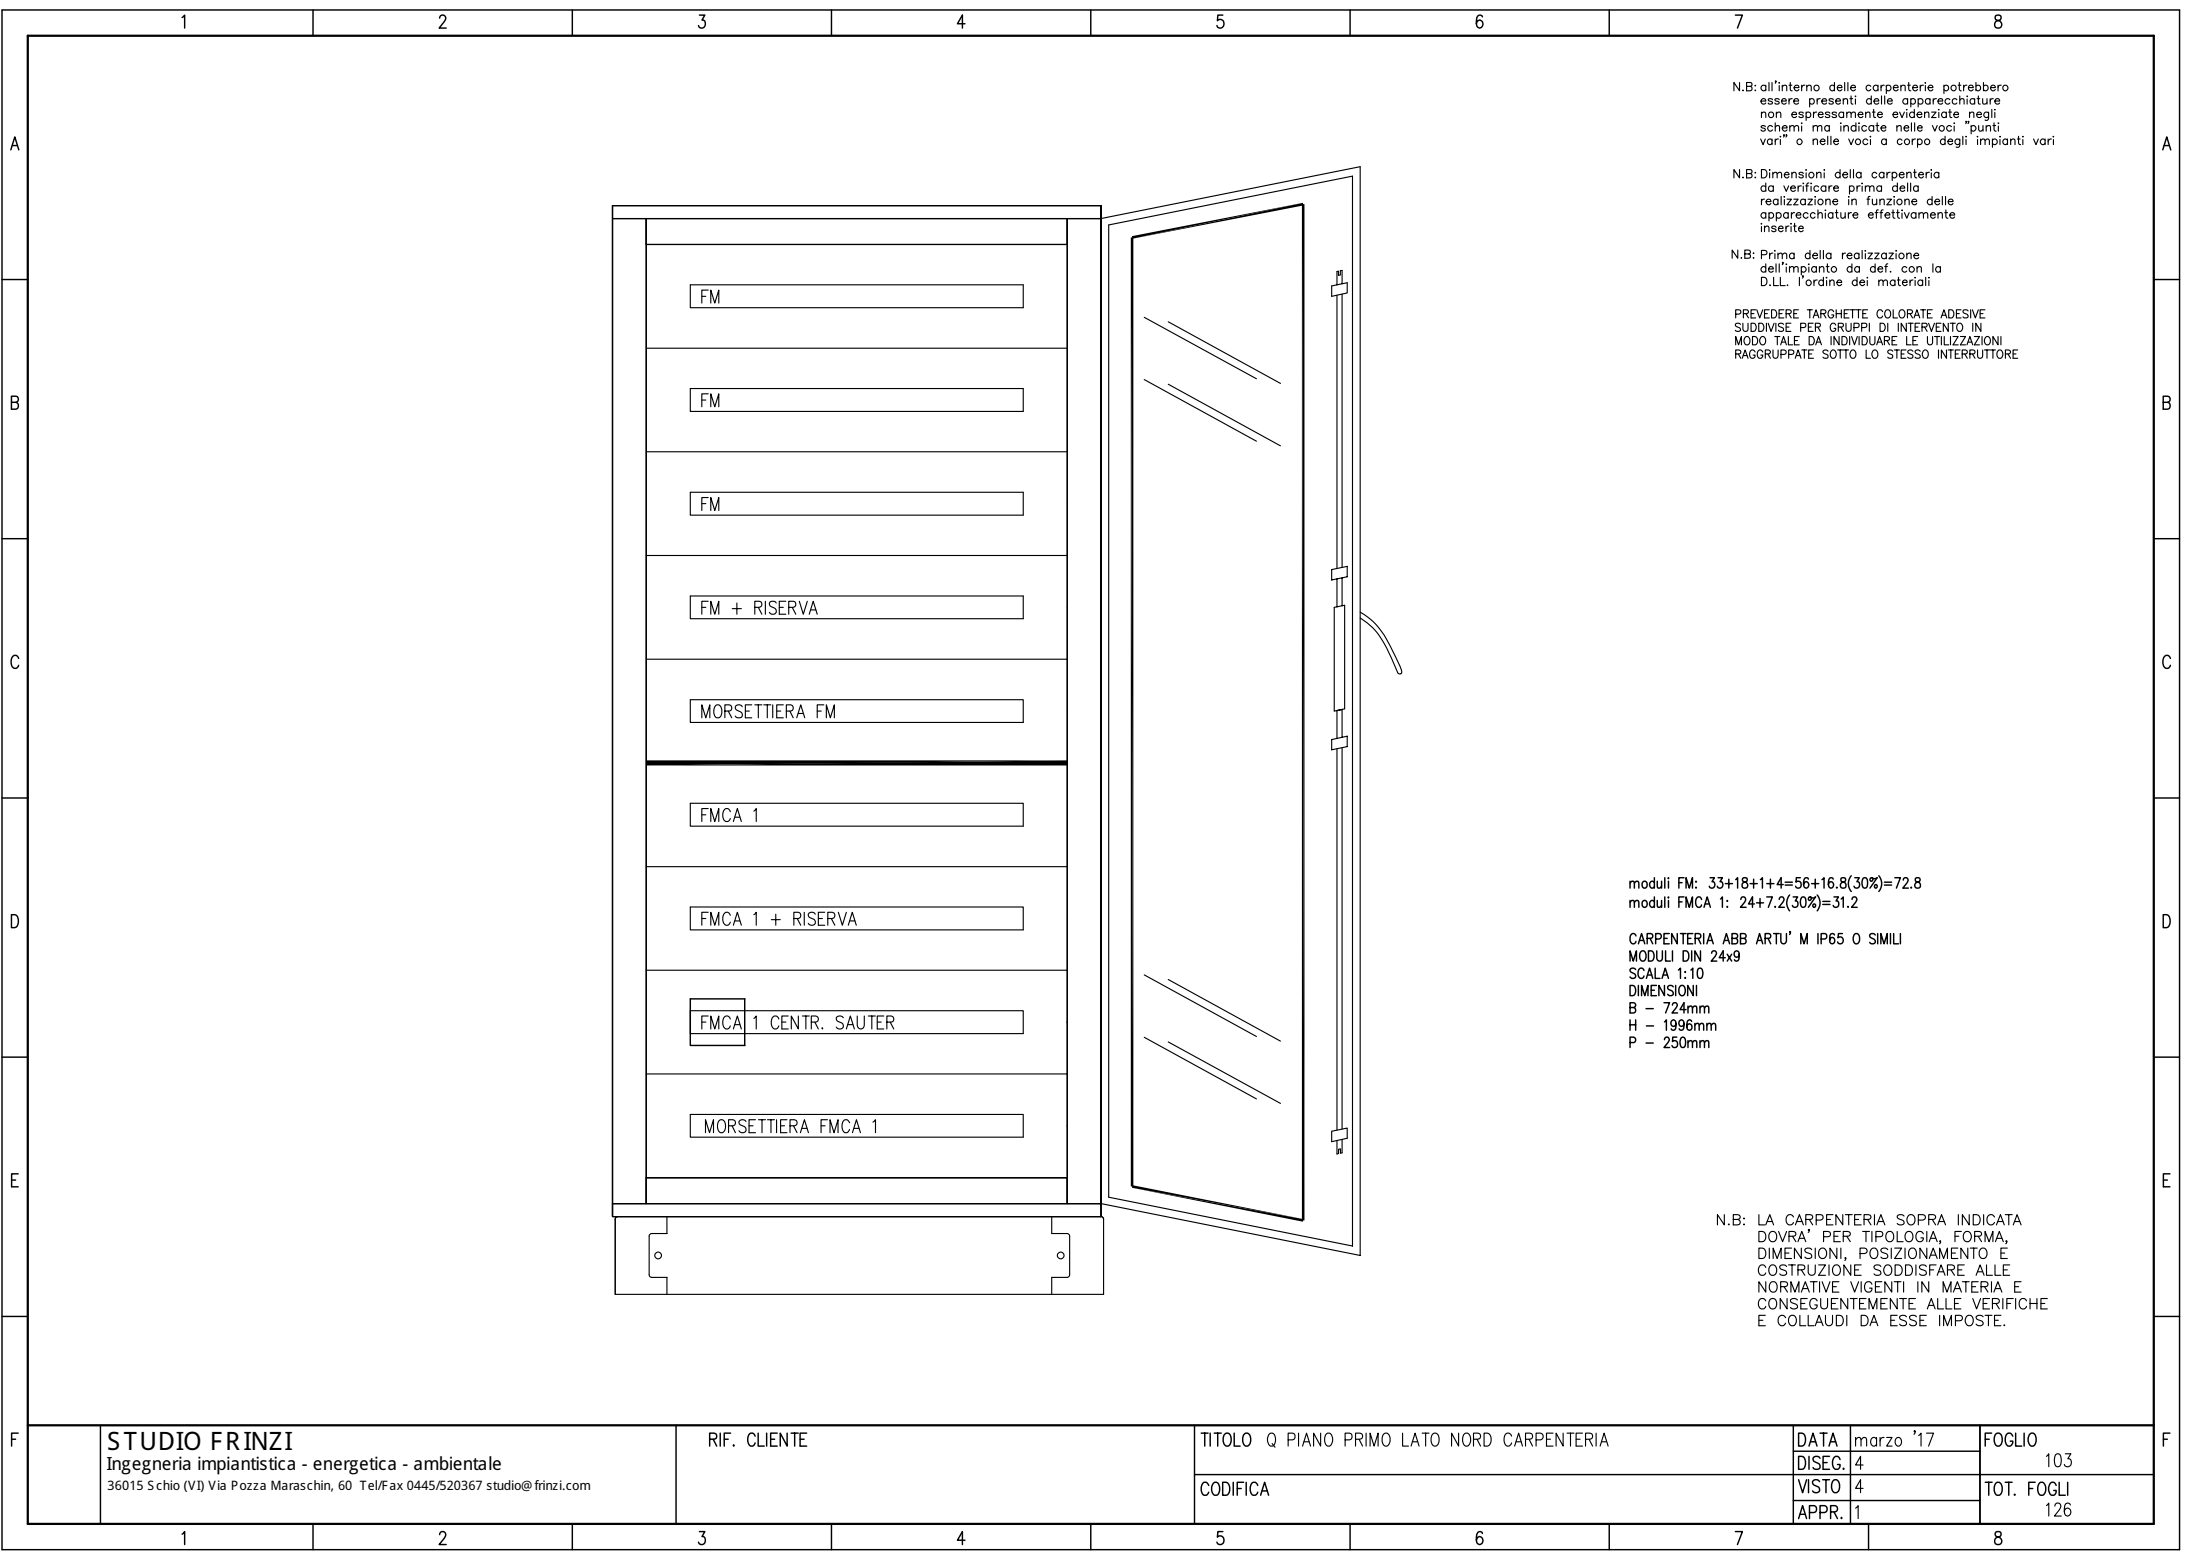 1 2 3 4 5 6 7 8
A A
B B
C C
D D
E E
F F
N.B: all'interno delle carpenterie potrebbero
essere presenti delle apparecchiature
non espressamente evidenziate negli
schemi ma indicate nelle voci "punti
vari" o nelle voci a corpo degli impianti vari
N.B: Dimensioni della carpenteria
da verificare prima della
realizzazione in funzione delle
apparecchiature effettivamente
inserite
N.B: Prima della realizzazione
dell'impianto da def. con la
D.LL. l'ordine dei materiali
PREVEDERE TARGHETTE COLORATE ADESIVE
SUDDIVISE PER GRUPPI DI INTERVENTO IN
MODO TALE DA INDIVIDUARE LE UTILIZZAZIONI
RAGGRUPPATE SOTTO LO STESSO INTERRUTTORE
FM
FM
FM
FM + RISERVA
MORSETTIERA FM
FMCA 1
FMCA 1 + RISERVA
FMCA 1 CENTR. SAUTER
MORSETTIERA FMCA 1
moduli FM: 33+18+1+4=56+16.8(30%)=72.8
moduli FMCA 1: 24+7.2(30%)=31.2
CARPENTERIA ABB ARTU' M IP65 O SIMILI
MODULI DIN 24x9
SCALA 1:10
DIMENSIONI
B - 724mm
H - 1996mm
P - 250mm
N.B: LA CARPENTERIA SOPRA INDICATA
DOVRA' PER TIPOLOGIA, FORMA,
DIMENSIONI, POSIZIONAMENTO E
COSTRUZIONE SODDISFARE ALLE
NORMATIVE VIGENTI IN MATERIA E
CONSEGUENTEMENTE ALLE VERIFICHE
E COLLAUDI DA ESSE IMPOSTE.
STUDIO FRINZI
Ingegneria impiantistica - energetica - ambientale
36015 Schio (VI) Via Pozza Maraschin, 60 Tel/Fax 0445/520367 studio@frinzi.com
RIF. CLIENTE
TITOLO Q PIANO PRIMO LATO NORD CARPENTERIA
CODIFICA
DATA marzo '17
DISEG. 4
VISTO 4
APPR. 1
FOGLIO
103
TOT. FOGLI
126
1 2 3 4 5 6 7 8